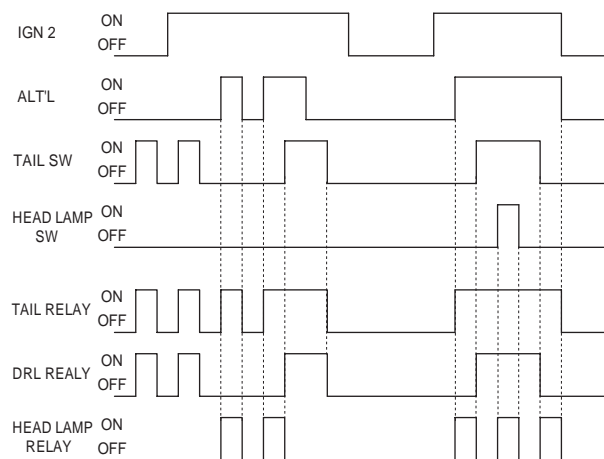 IGN 2
ON
OFF
ALT'L
ON
OFF
TAIL SW
ON
OFF
HEAD LAMP
SW
ON
OFF
TAIL RELAY
ON
OFF
DRL REALY
ON
OFF
HEAD LAMP
RELAY
ON
OFF